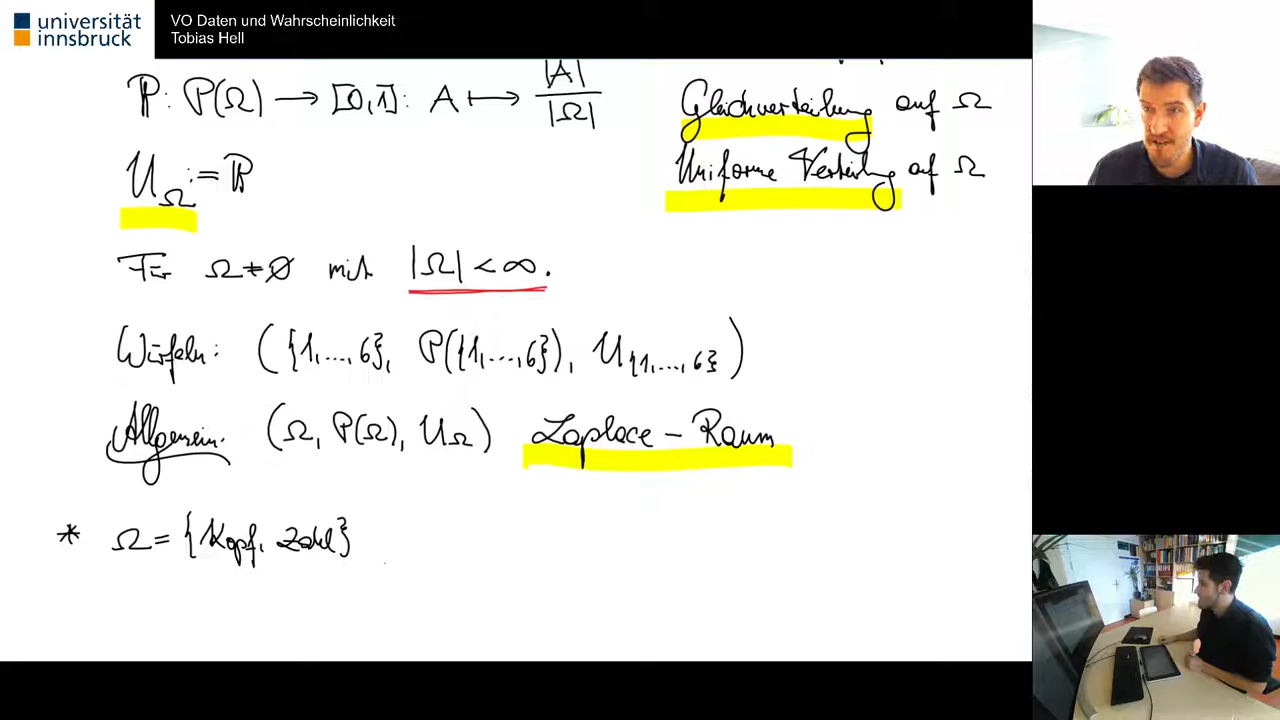 universität
innsbruck
VO Daten und Wahrscheinlichkeit
Tobias Hell
ℙ: P(Ω) ⟶ [0,1]: A ⟼ |A| / |Ω|
Gleichverteilung auf Ω
U_Ω := ℙ
Uniforme Verteilung auf Ω
Für Ω ≠ ∅ mit |Ω| < ∞.
Würfeln: ({1,...,6}, P({1,...,6}), U_{1,...,6})
Allgemein: (Ω, P(Ω), U_Ω) Laplace-Raum
* Ω = {Kopf, Zahl}